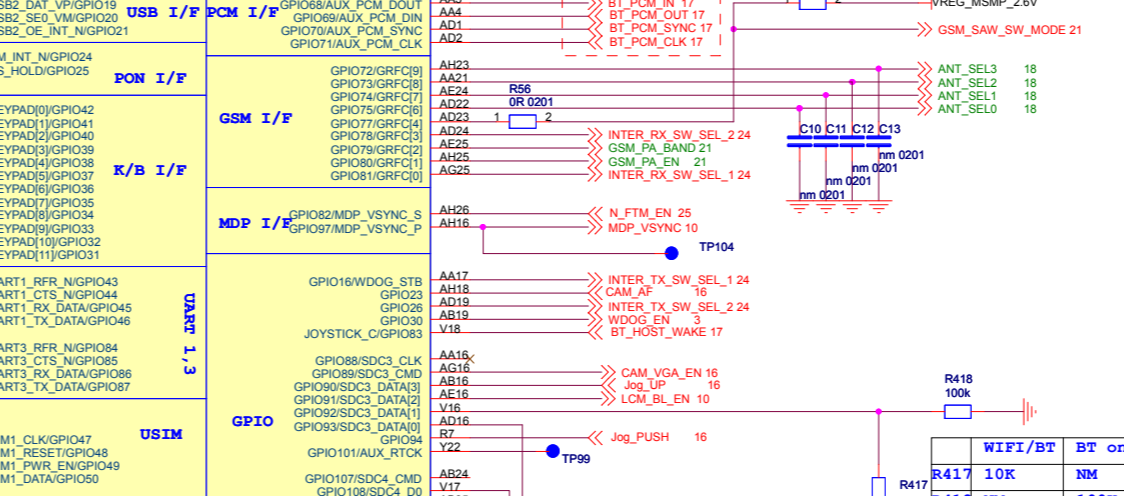 SB2_DAT_VP/GPIO19
SB2_SE0_VM/GPIO20
SB2_OE_INT_N/GPIO21
USB I/F
PCM I/F
GPIO68/AUX_PCM_DOUT
GPIO69/AUX_PCM_DIN
GPIO70/AUX_PCM_SYNC
GPIO71/AUX_PCM_CLK
AA4
AD1
AD2
BT_PCM_IN 17
BT_PCM_OUT 17
BT_PCM_SYNC 17
BT_PCM_CLK 17
2
VREG_MSMP_2.6V
GSM_SAW_SW_MODE 21
M_INT_N/GPIO24
S_HOLD/GPIO25
PON I/F
GSM I/F
GPIO72/GRFC[9]
GPIO73/GRFC[8]
GPIO74/GRFC[7]
GPIO75/GRFC[6]
GPIO77/GRFC[4]
GPIO78/GRFC[3]
GPIO79/GRFC[2]
GPIO80/GRFC[1]
GPIO81/GRFC[0]
AH23
AA21
AE24
AD22
AD23
AD24
AE25
AH25
AG25
R56
0R 0201
1 2
ANT_SEL3 18
ANT_SEL2 18
ANT_SEL1 18
ANT_SEL0 18
INTER_RX_SW_SEL_2 24
GSM_PA_BAND 21
GSM_PA_EN 21
INTER_RX_SW_SEL_1 24
C10 C11 C12 C13
nm 0201
nm 0201
nm 0201
EYPAD[0]/GPIO42
EYPAD[1]/GPIO41
EYPAD[2]/GPIO40
EYPAD[3]/GPIO39
EYPAD[4]/GPIO38
EYPAD[5]/GPIO37
EYPAD[6]/GPIO36
EYPAD[7]/GPIO35
EYPAD[8]/GPIO34
EYPAD[9]/GPIO33
EYPAD[10]/GPIO32
EYPAD[11]/GPIO31
K/B I/F
MDP I/F
GPIO82/MDP_VSYNC_S
GPIO97/MDP_VSYNC_P
AH26
AH16
N_FTM_EN 25
MDP_VSYNC 10
TP104
ART1_RFR_N/GPIO43
ART1_CTS_N/GPIO44
ART1_RX_DATA/GPIO45
ART1_TX_DATA/GPIO46
ART3_RFR_N/GPIO84
ART3_CTS_N/GPIO85
ART3_RX_DATA/GPIO86
ART3_TX_DATA/GPIO87
UART 1,3
GPIO16/WDOG_STB
GPIO23
GPIO26
GPIO30
JOYSTICK_C/GPIO83
AA17
AH18
AD19
AB19
V18
INTER_TX_SW_SEL_1 24
CAM_AF 16
INTER_TX_SW_SEL_2 24
WDOG_EN 3
BT_HOST_WAKE 17
GPIO88/SDC3_CLK
GPIO89/SDC3_CMD
GPIO90/SDC3_DATA[3]
GPIO91/SDC3_DATA[2]
GPIO92/SDC3_DATA[1]
GPIO93/SDC3_DATA[0]
GPIO94
GPIO101/AUX_RTCK
GPIO107/SDC4_CMD
GPIO108/SDC4_D0
GPIO
AA16
AG16
AB16
AE16
V16
AD16
R7
Y22
AB24
V17
CAM_VGA_EN 16
Jog_UP 16
LCM_BL_EN 10
Jog_PUSH 16
TP99
USIM
M1_CLK/GPIO47
M1_RESET/GPIO48
M1_PWR_EN/GPIO49
M1_DATA/GPIO50
R418
100k
R417
WIFI/BT BT on
R417 10K NM